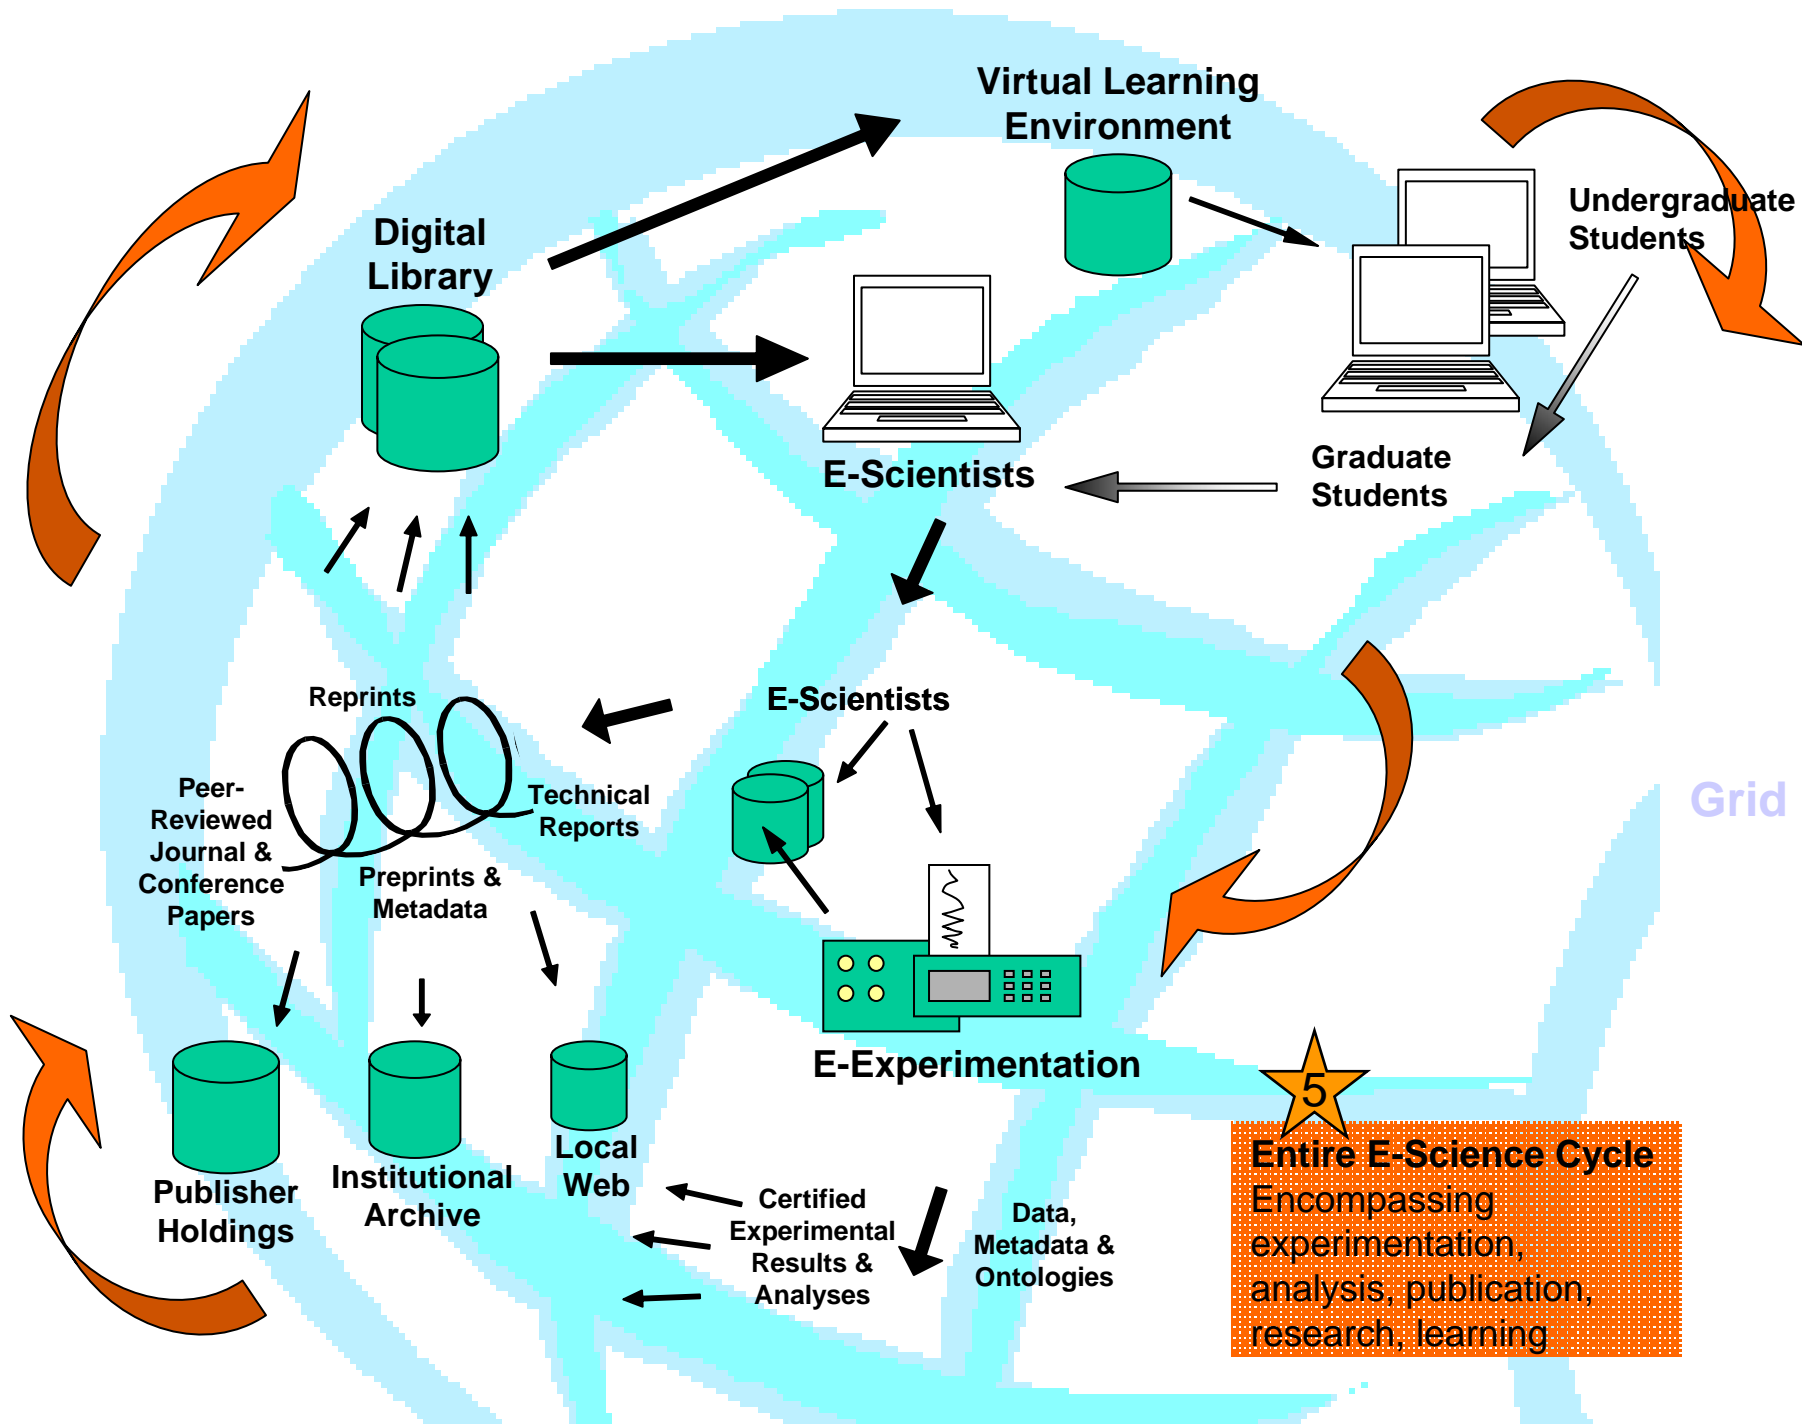 Virtual Learning
Environment
Undergraduate
Students
Digital
Library
E-Scientists
Graduate
Students
Reprints
E-Scientists
Peer-
Reviewed
Journal &
Conference
Papers
Technical
Reports
Preprints &
Metadata
Grid
E-Experimentation
Publisher
Holdings
Institutional
Archive
Local
Web
Certified
Experimental
Results &
Analyses
Data,
Metadata &
Ontologies
5
Entire E-Science Cycle
Encompassing
experimentation,
analysis, publication,
research, learning